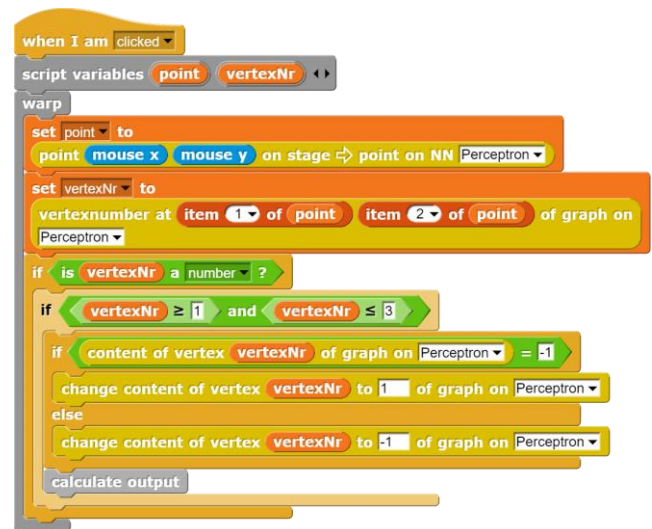 when I am clicked
script variables point vertexNr
warp
set point to
point mouse x mouse y on stage ⇨ point on NN Perceptron
set vertexNr to
vertexnumber at item 1 of point item 2 of point of graph on
Perceptron
if is vertexNr a number ?
if vertexNr ≥ 1 and vertexNr ≤ 3
if content of vertex vertexNr of graph on Perceptron = -1
change content of vertex vertexNr to 1 of graph on Perceptron
else
change content of vertex vertexNr to -1 of graph on Perceptron
calculate output